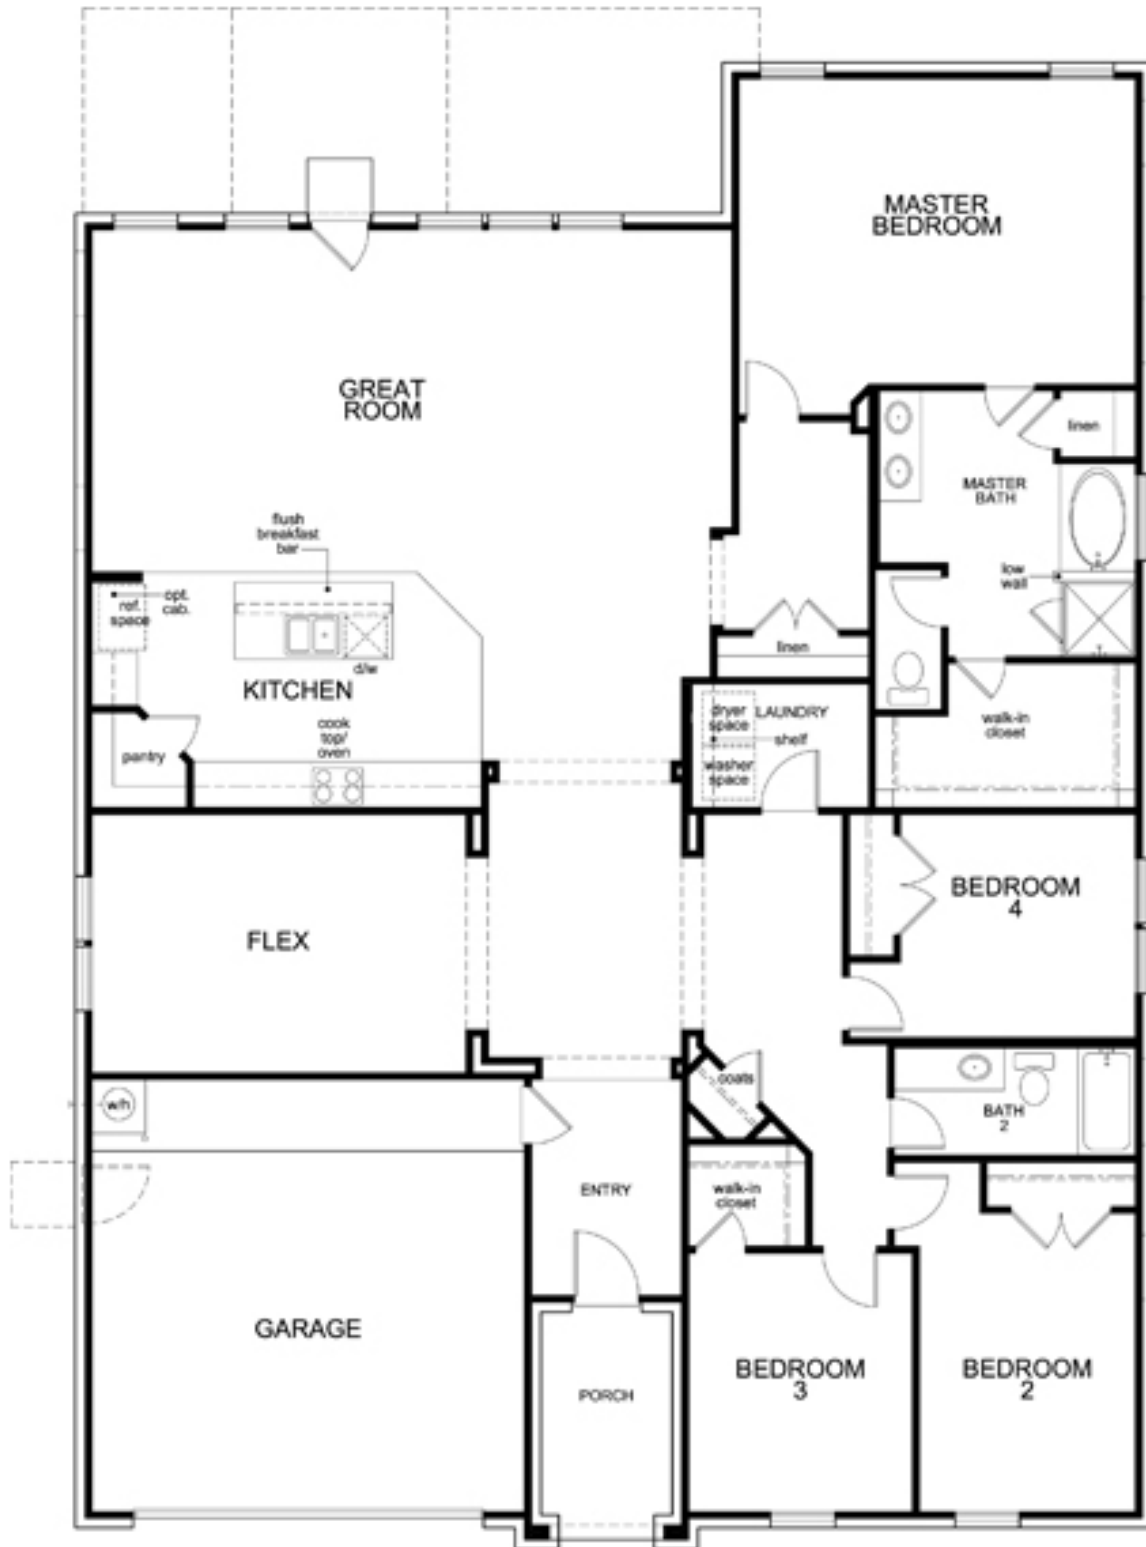 MASTER
BEDROOM
GREAT
ROOM
linen
MASTER
BATH
flush
breakfast
bar
low
wall
opt.
cab.
ref.
space
d/w
linen
KITCHEN
cook
top/
oven
pantry
dryer
space
LAUNDRY
shelf
washer
space
walk-in
closet
BEDROOM
4
FLEX
coats
w/h
BATH
2
ENTRY
walk-in
closet
GARAGE
BEDROOM
3
BEDROOM
2
PORCH